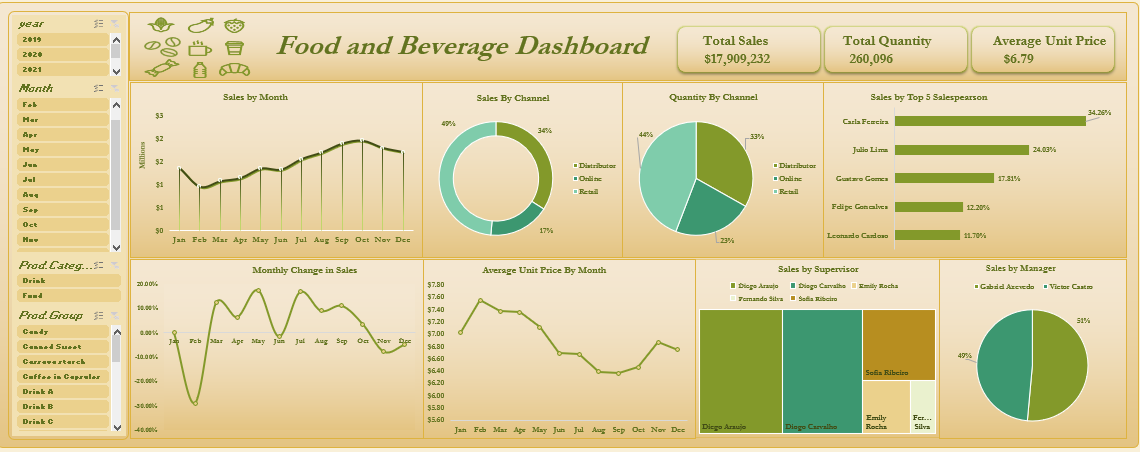 year
2019
2020
2021
Month
Feb
Mar
Apr
May
Jun
Jul
Aug
Sep
Oct
Nov
Prod.Categ...
Drink
Food
Prod.Group
Candy
Canned Sweet
Cassava starch
Coffee in Capsules
Drink A
Drink B
Drink C
Food and Beverage Dashboard
Total Sales
$17,909,232
Total Quantity
260,096
Average Unit Price
$6.79
Sales by Month
Millions
$3
$2
$2
$1
$1
$0
Jan Feb Mar Apr May Jun Jul Aug Sep Oct Nov Dec
Sales By Channel
49%
34%
17%
Distributor
Online
Retail
Quantity By Channel
44%
33%
23%
Distributor
Online
Retail
Sales by Top 5 Salesperson
Carla Ferreira 34.26%
Julio Lima 24.03%
Gustavo Gomes 17.81%
Felipe Goncalves 12.20%
Leonardo Cardoso 11.70%
Monthly Change in Sales
20.00%
10.00%
0.00%
-10.00%
-20.00%
-30.00%
-40.00%
Jan Feb Mar Apr May Jun Jul Aug Sep Oct Nov Dec
Average Unit Price By Month
$7.80
$7.60
$7.40
$7.20
$7.00
$6.80
$6.60
$6.40
$6.20
$6.00
$5.80
$5.60
Jan Feb Mar Apr May Jun Jul Aug Sep Oct Nov Dec
Sales by Supervisor
Diogo Araujo Diogo Carvalho Emily Rocha
Fernando Silva Sofia Ribeiro
Diogo Araujo
Diogo Carvalho
Sofia Ribeiro
Emily
Rocha
Fer...
Silva
Sales by Manager
Gabriel Azevedo Victor Castro
51%
49%